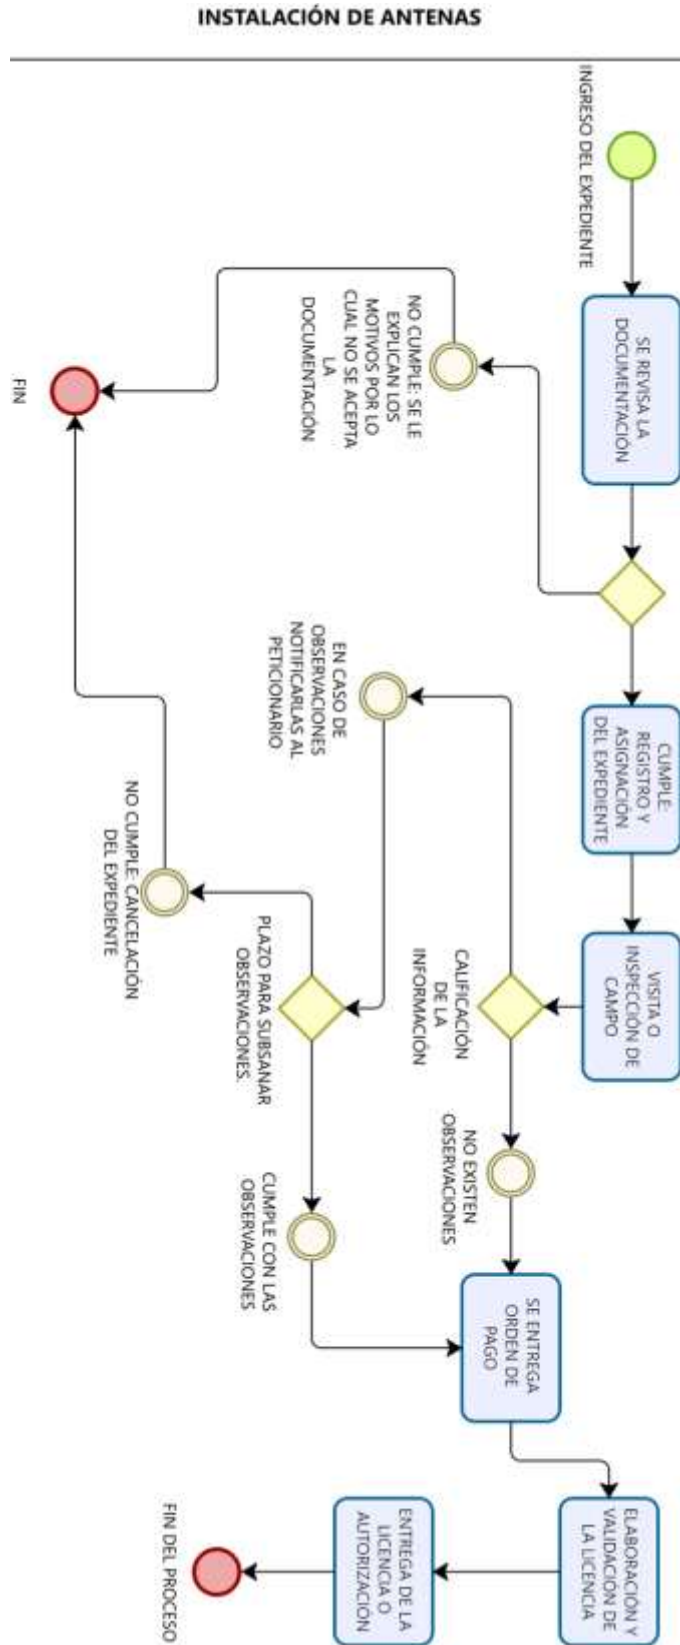 INSTALACIÓN DE ANTENAS
INGRESO DEL EXPEDIENTE
SE REVISA LA
DOCUMENTACIÓN
NO CUMPLE: SE LE
EXPLICAN LOS
MOTIVOS POR LO
CUAL NO SE ACEPTA
LA
DOCUMENTACIÓN
FIN
CUMPLE:
REGISTRO Y
ASIGNACIÓN
DEL EXPEDIENTE
VISITA O
INSPECCIÓN DE
CAMPO
CALIFICACIÓN
DE LA
INFORMACIÓN
EN CASO DE
OBSERVACIONES
NOTIFICARLAS AL
PETICIONARIO
PLAZO PARA SUBSANAR
OBSERVACIONES.
NO CUMPLE: CANCELACIÓN
DEL EXPEDIENTE
NO EXISTEN
OBSERVACIONES
CUMPLE CON LAS
OBSERVACIONES
SE ENTREGA
ORDEN DE
PAGO
ELABORACIÓN Y
VALIDACIÓN DE
LA LICENCIA
ENTREGA DE LA
LICENCIA O
AUTORIZACIÓN
FIN DEL PROCESO